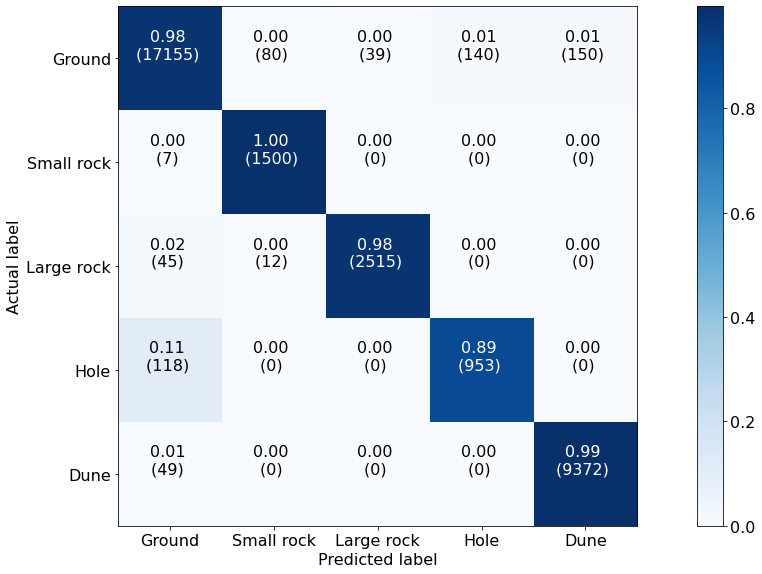 0.98 0.00 0.00 0.01 0.01
Ground (17155) (80) (39) (140) (150)
0.00 1.00 0.00 0.00 0.00
Small rock (7) (1500) (0) (0) (0)
0.02 0.00 0.98 0.00 0.00
Large rock (45) (12) (2515) (0) (0)
0.11 0.00 0.00 0.89 0.00
Hole (118) (0) (0) (953) (0)
0.01 0.00 0.00 0.00 0.99
Dune (49) (0) (0) (0) (9372)
Ground Small rock Large rock Hole Dune
Predicted label
Actual label
0.8
0.6
0.4
0.2
0.0